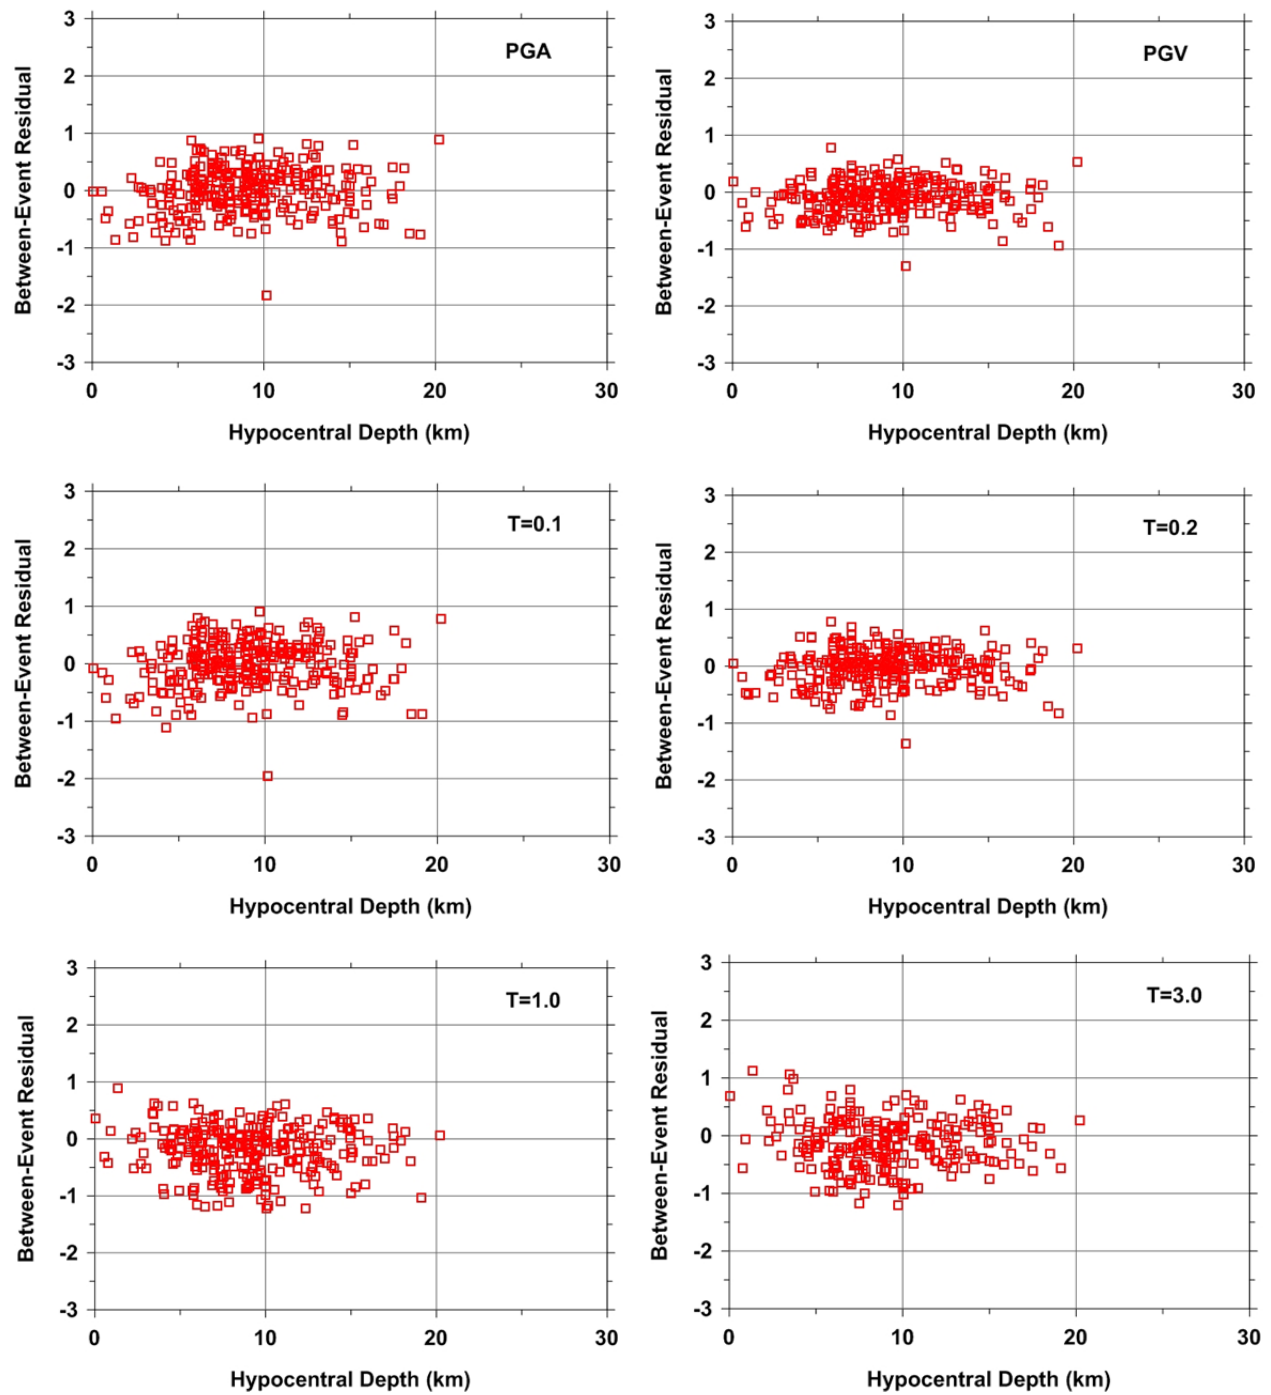 3
2
1
0
-1
-2
-3
Between-Event Residual
PGA
0 10 20 30
Hypocentral Depth (km)
3
2
1
0
-1
-2
-3
Between-Event Residual
PGV
0 10 20 30
Hypocentral Depth (km)
3
2
1
0
-1
-2
-3
Between-Event Residual
T=0.1
0 10 20 30
Hypocentral Depth (km)
3
2
1
0
-1
-2
-3
Between-Event Residual
T=0.2
0 10 20 30
Hypocentral Depth (km)
3
2
1
0
-1
-2
-3
Between-Event Residual
T=1.0
0 10 20 30
Hypocentral Depth (km)
3
2
1
0
-1
-2
-3
Between-Event Residual
T=3.0
0 10 20 30
Hypocentral Depth (km)